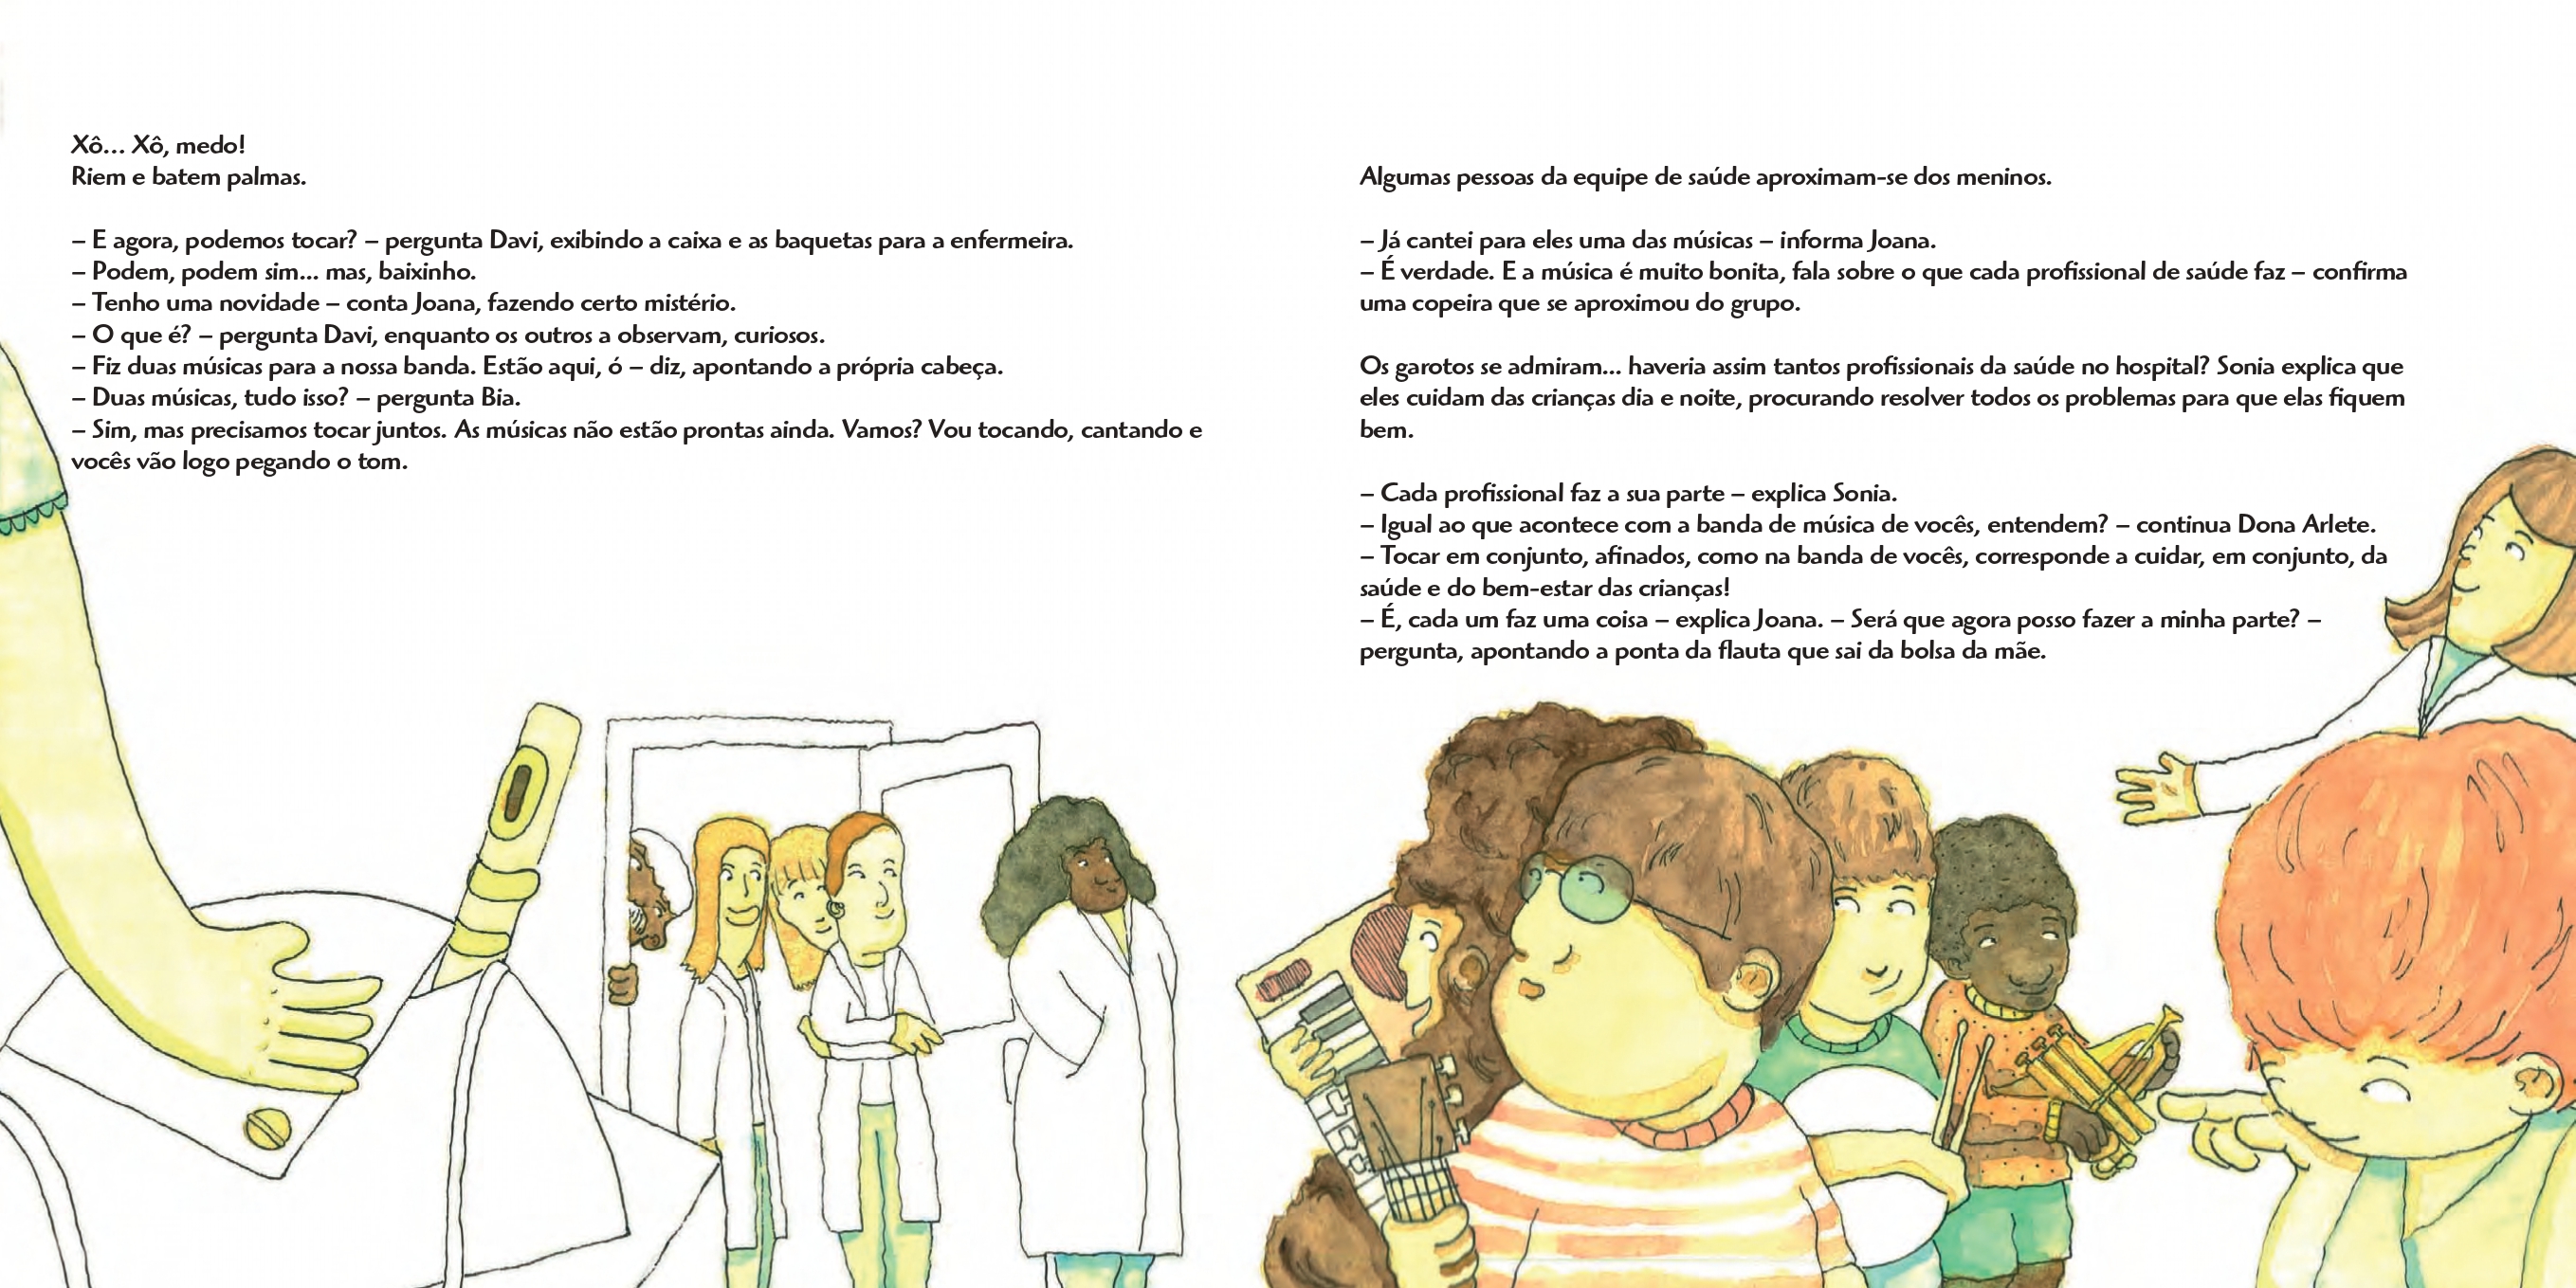 Xô... Xô, medo!
Riem e batem palmas.
– E agora, podemos tocar? – pergunta Davi, exibindo a caixa e as baquetas para a enfermeira.
– Podem, podem sim... mas, baixinho.
– Tenho uma novidade – conta Joana, fazendo certo mistério.
– O que é? – pergunta Davi, enquanto os outros a observam, curiosos.
– Fiz duas músicas para a nossa banda. Estão aqui, ó – diz, apontando a própria cabeça.
– Duas músicas, tudo isso? – pergunta Bia.
– Sim, mas precisamos tocar juntos. As músicas não estão prontas ainda. Vamos? Vou tocando, cantando e
vocês vão logo pegando o tom.
Algumas pessoas da equipe de saúde aproximam-se dos meninos.
– Já cantei para eles uma das músicas – informa Joana.
– É verdade. E a música é muito bonita, fala sobre o que cada profissional de saúde faz – confirma
uma copeira que se aproximou do grupo.
Os garotos se admiram... haveria assim tantos profissionais da saúde no hospital? Sonia explica que
eles cuidam das crianças dia e noite, procurando resolver todos os problemas para que elas fiquem
bem.
– Cada profissional faz a sua parte – explica Sonia.
– Igual ao que acontece com a banda de música de vocês, entendem? – continua Dona Arlete.
– Tocar em conjunto, afinados, como na banda de vocês, corresponde a cuidar, em conjunto, da
saúde e do bem-estar das crianças!
– É, cada um faz uma coisa – explica Joana. – Será que agora posso fazer a minha parte? –
pergunta, apontando a ponta da flauta que sai da bolsa da mãe.